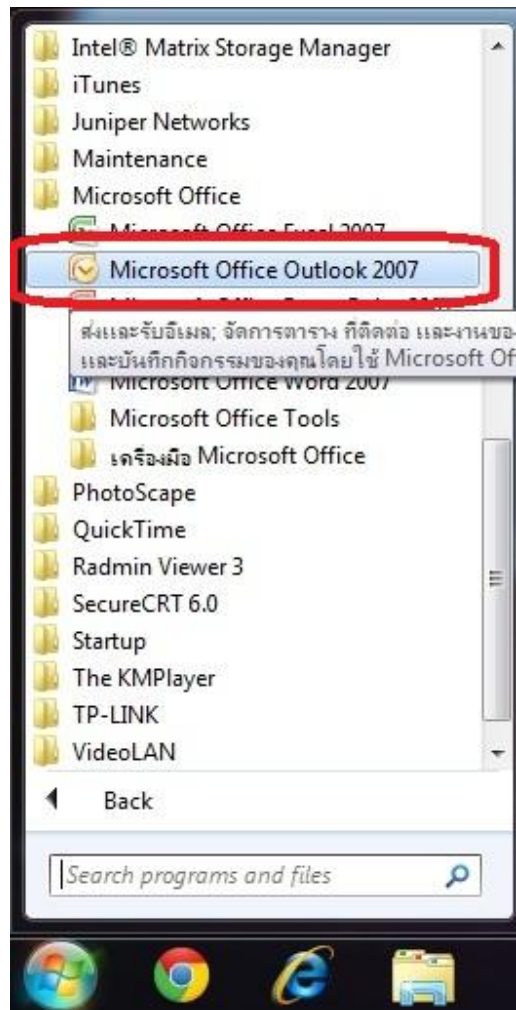 Intel® Matrix Storage Manager
iTunes
Juniper Networks
Maintenance
Microsoft Office
Microsoft Office Excel 2007
Microsoft Office Outlook 2007
ส่งและรับอีเมล; จัดการตาราง ที่ติดต่อ และงานขอ
และบันทึกกิจกรรมของคุณโดยใช้ Microsoft Of
Microsoft Office Word 2007
Microsoft Office Tools
เครื่องมือ Microsoft Office
PhotoScape
QuickTime
Radmin Viewer 3
SecureCRT 6.0
Startup
The KMPlayer
TP-LINK
VideoLAN
Back
Search programs and files